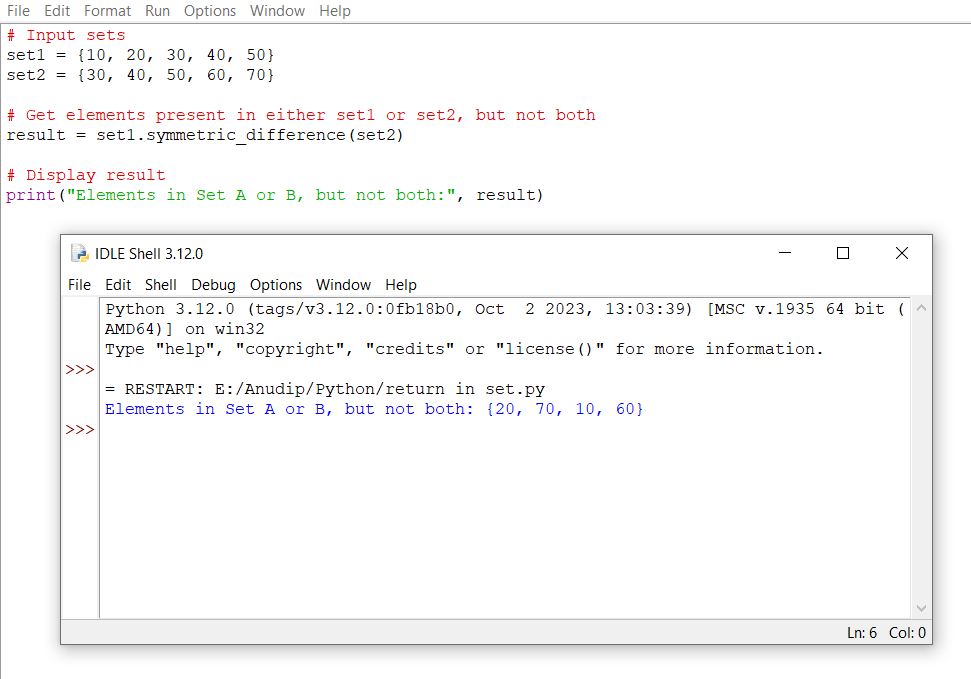 File Edit Format Run Options Window Help
# Input sets
set1 = {10, 20, 30, 40, 50}
set2 = {30, 40, 50, 60, 70}
# Get elements present in either set1 or set2, but not both
result = set1.symmetric_difference(set2)
# Display result
print("Elements in Set A or B, but not both:", result)
IDLE Shell 3.12.0
File Edit Shell Debug Options Window Help
Python 3.12.0 (tags/v3.12.0:0fb18b0, Oct  2 2023, 13:03:39) [MSC v.1935 64 bit (
AMD64)] on win32
Type "help", "copyright", "credits" or "license()" for more information.
>>>
= RESTART: E:/Anudip/Python/return in set.py
Elements in Set A or B, but not both: {20, 70, 10, 60}
>>>
Ln: 6 Col: 0